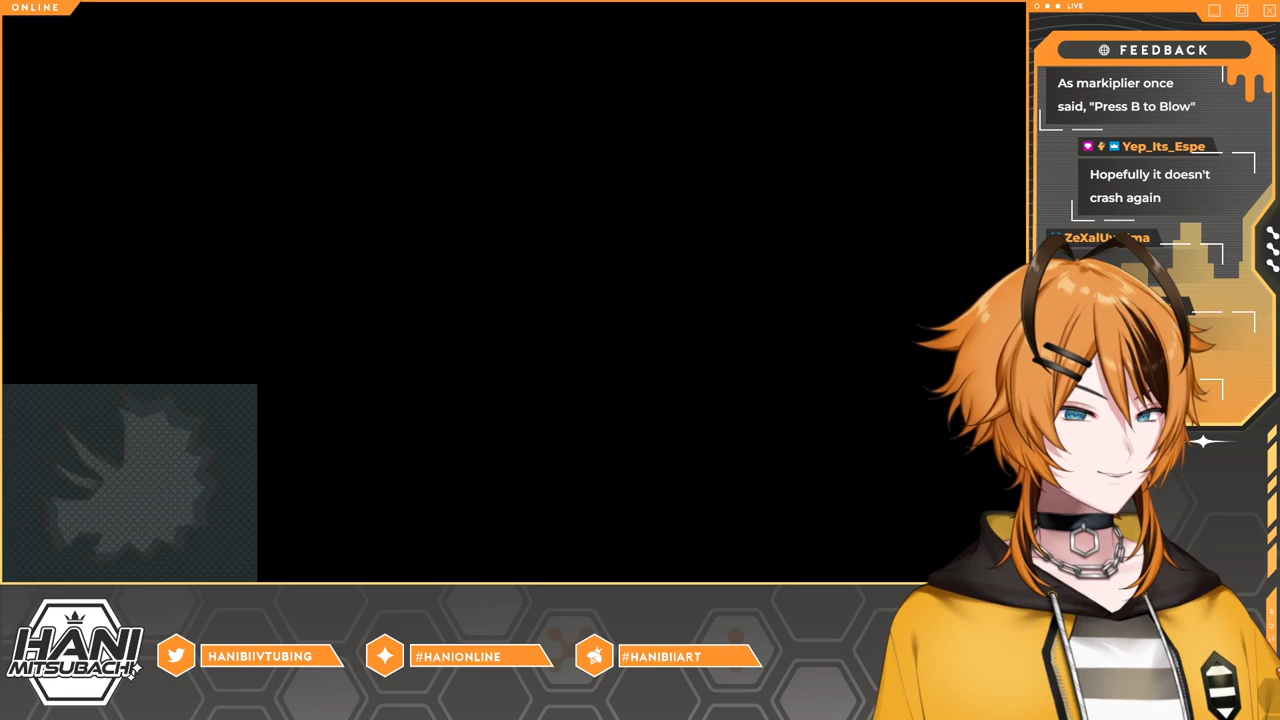 ONLINE
LIVE
FEEDBACK
As markiplier once
said, "Press B to Blow"
Yep_Its_Espe
Hopefully it doesn't
crash again
HANI
MITSUBACHI
HANIBIIVTUBING
#HANIONLINE
#HANIBIIART